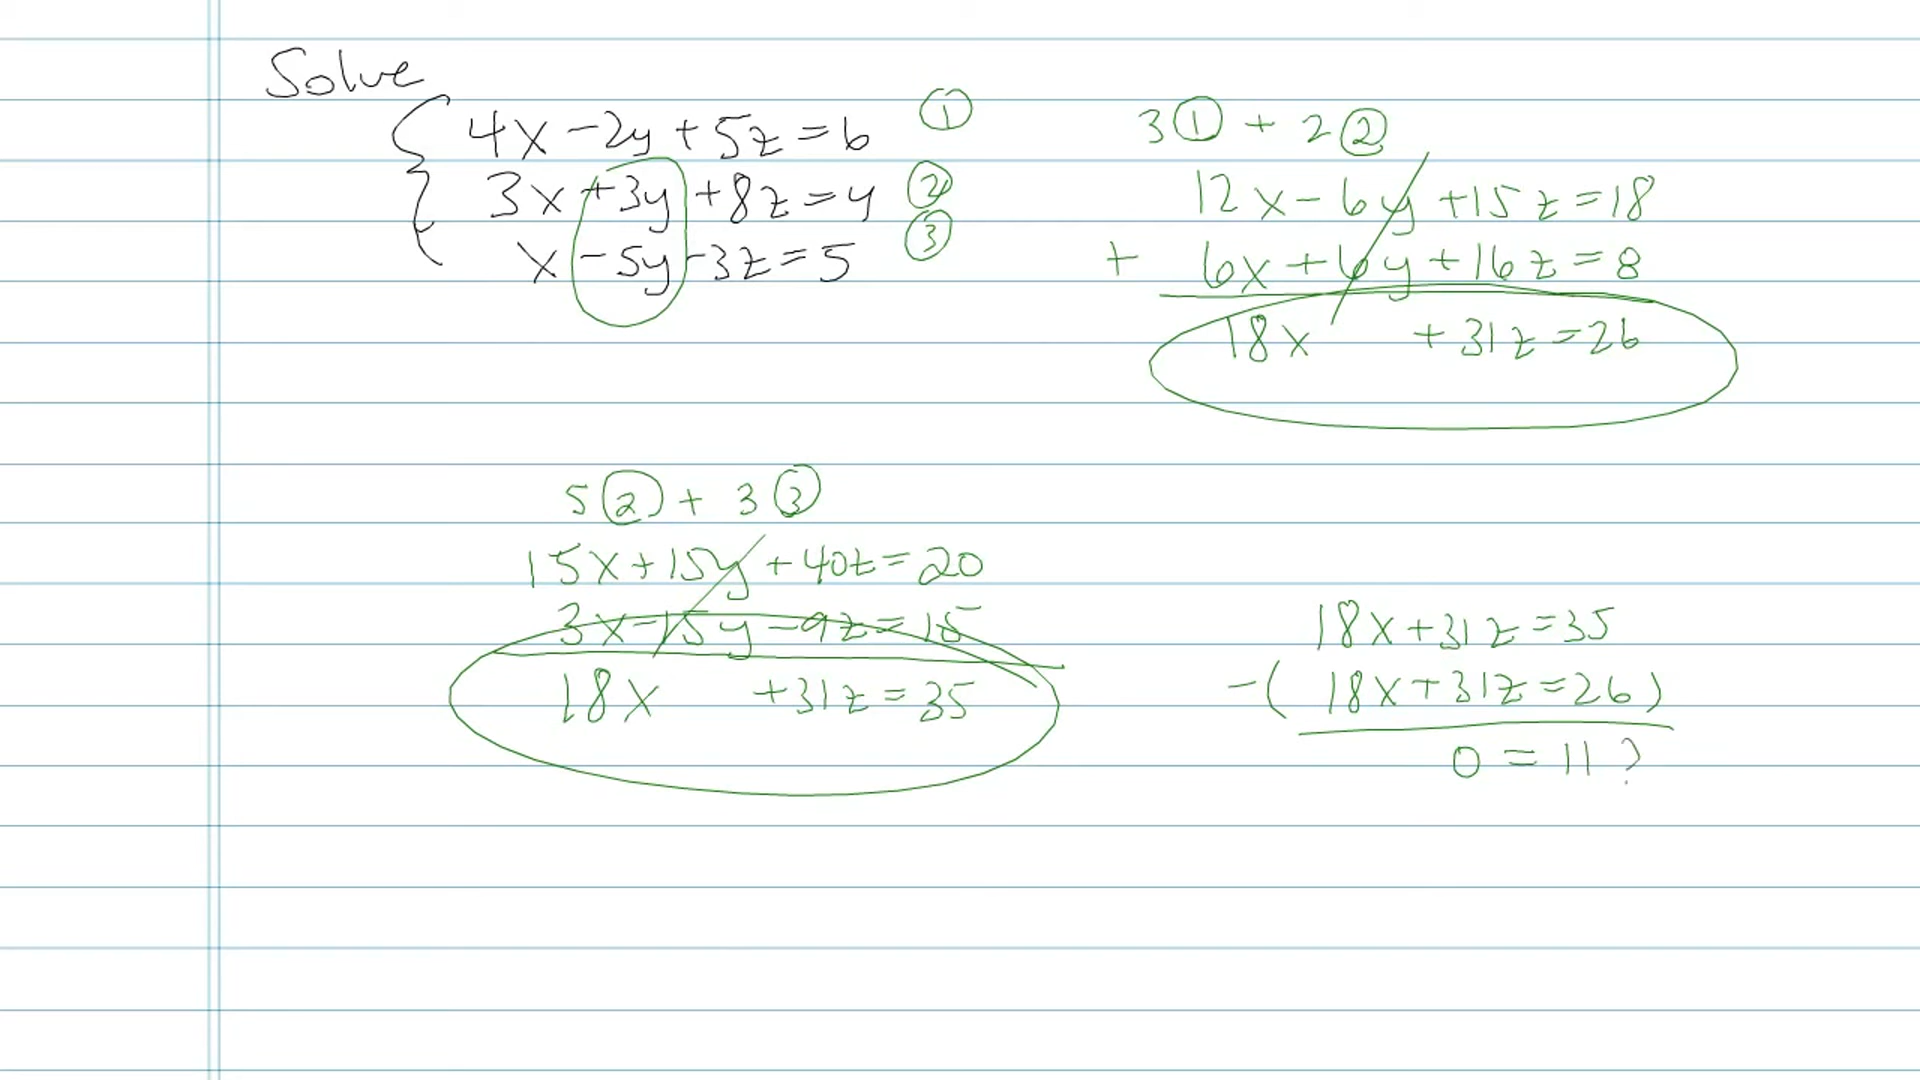 Solve
4x - 2y + 5z = 6 ①
3x + 3y + 8z = 4 ②
x - 5y - 3z = 5 ③
3① + 2②
12x - 6y + 15z = 18
+ 6x + 6y + 16z = 8
18x + 31z = 26
5② + 3③
15x + 15y + 40z = 20
3x - 15y - 9z = 15
18x + 31z = 35
18x + 31z = 35
-( 18x + 31z = 26 )
0 = 11 ?